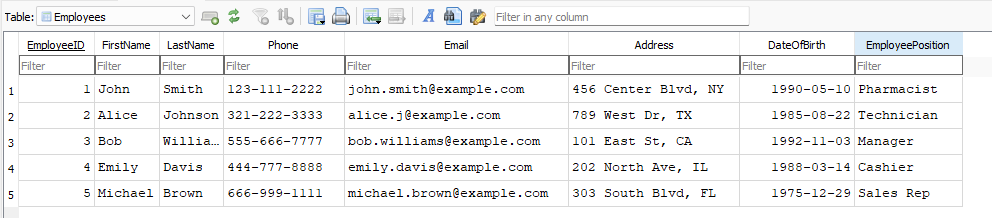 Table: Employees Filter in any column
EmployeeID FirstName LastName Phone Email Address DateOfBirth EmployeePosition
Filter Filter Filter Filter Filter Filter Filter Filter
1 1 John Smith 123-111-2222 john.smith@example.com 456 Center Blvd, NY 1990-05-10 Pharmacist
2 2 Alice Johnson 321-222-3333 alice.j@example.com 789 West Dr, TX 1985-08-22 Technician
3 3 Bob Willia... 555-666-7777 bob.williams@example.com 101 East St, CA 1992-11-03 Manager
4 4 Emily Davis 444-777-8888 emily.davis@example.com 202 North Ave, IL 1988-03-14 Cashier
5 5 Michael Brown 666-999-1111 michael.brown@example.com 303 South Blvd, FL 1975-12-29 Sales Rep